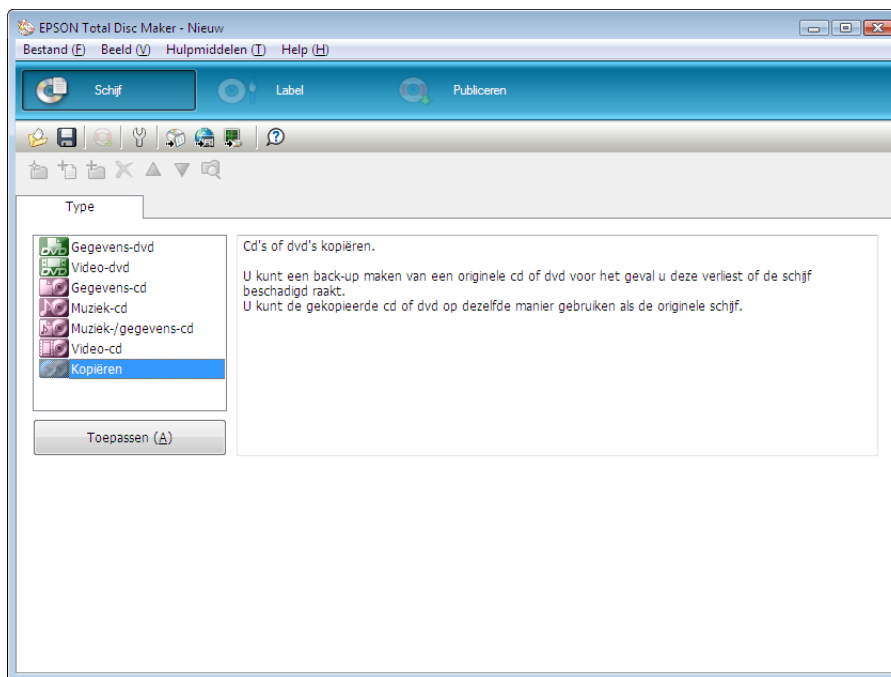 EPSON Total Disc Maker - Nieuw
Bestand (F) Beeld (V) Hulpmiddelen (T) Help (H)
Schijf Label Publiceren
Type
Gegevens-dvd
Video-dvd
Gegevens-cd
Muziek-cd
Muziek-/gegevens-cd
Video-cd
Kopiëren
Toepassen (A)
Cd's of dvd's kopiëren.
U kunt een back-up maken van een originele cd of dvd voor het geval u deze verliest of de schijf
beschadigd raakt.
U kunt de gekopieerde cd of dvd op dezelfde manier gebruiken als de originele schijf.